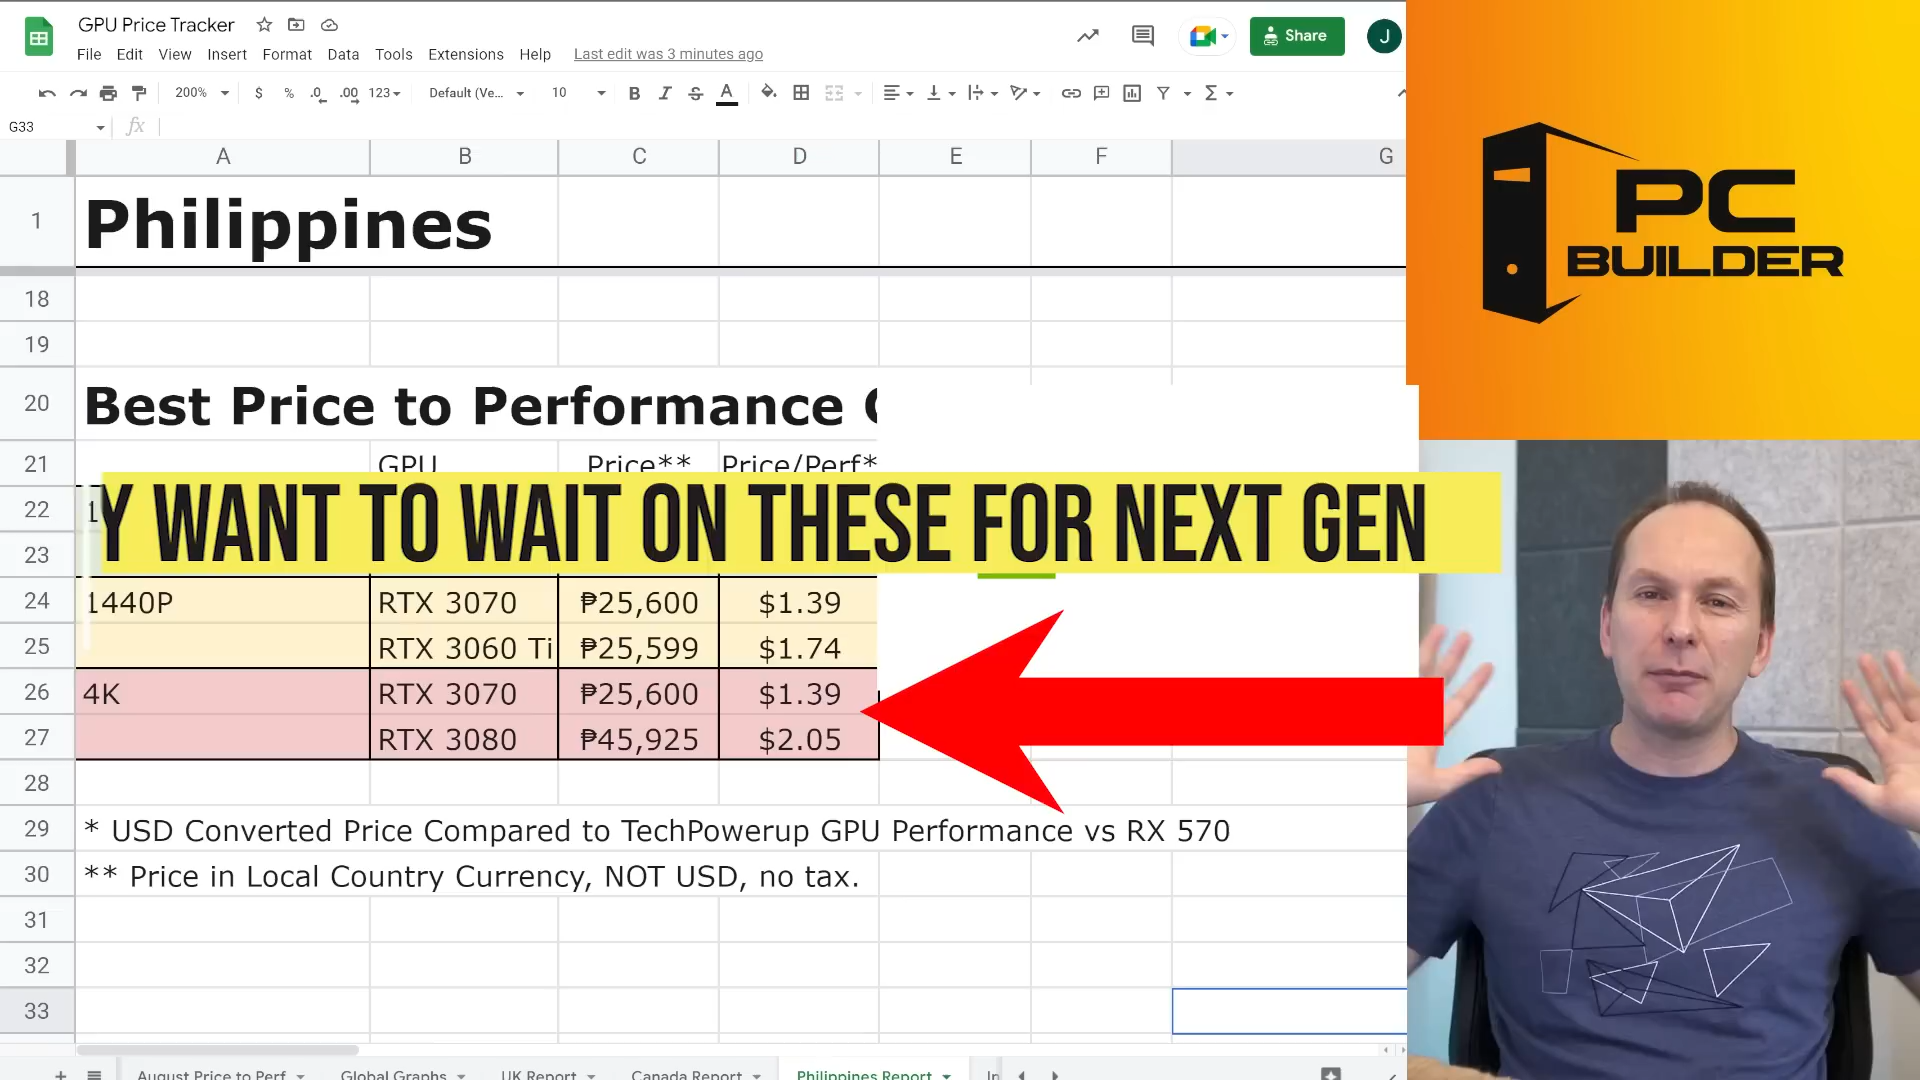 GPU Price Tracker
File Edit View Insert Format Data Tools Extensions Help Last edit was 3 minutes ago
Share
J
200% $ % .0 .00 123 Default (Ve... 10 B I S A
G33 fx
A B C D E F G
1 Philippines
18
19
20 Best Price to Performance
21 GPU Price** Price/Perf*
22
Y WANT TO WAIT ON THESE FOR NEXT GEN
23
24 1440P RTX 3070 ₱25,600 $1.39
25 RTX 3060 Ti ₱25,599 $1.74
26 4K RTX 3070 ₱25,600 $1.39
27 RTX 3080 ₱45,925 $2.05
28
29 * USD Converted Price Compared to TechPowerup GPU Performance vs RX 570
30 ** Price in Local Country Currency, NOT USD, no tax.
31
32
33
August Price to Perf Global Graphs UK Report Canada Report Philippines Report
PC
BUILDER